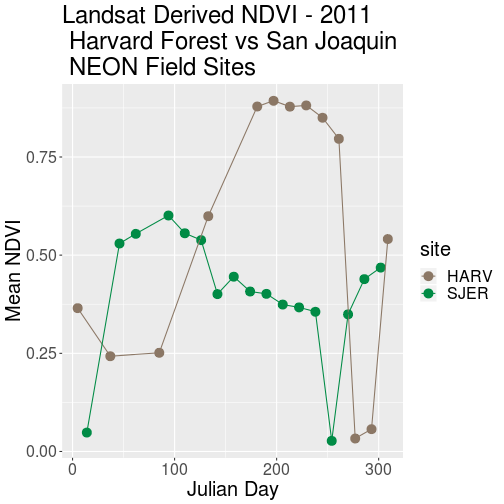 Landsat Derived NDVI - 2011
Harvard Forest vs San Joaquin
NEON Field Sites
Mean NDVI
0.75
0.50
0.25
0.00
0 100 200 300
Julian Day
site
HARV
SJER